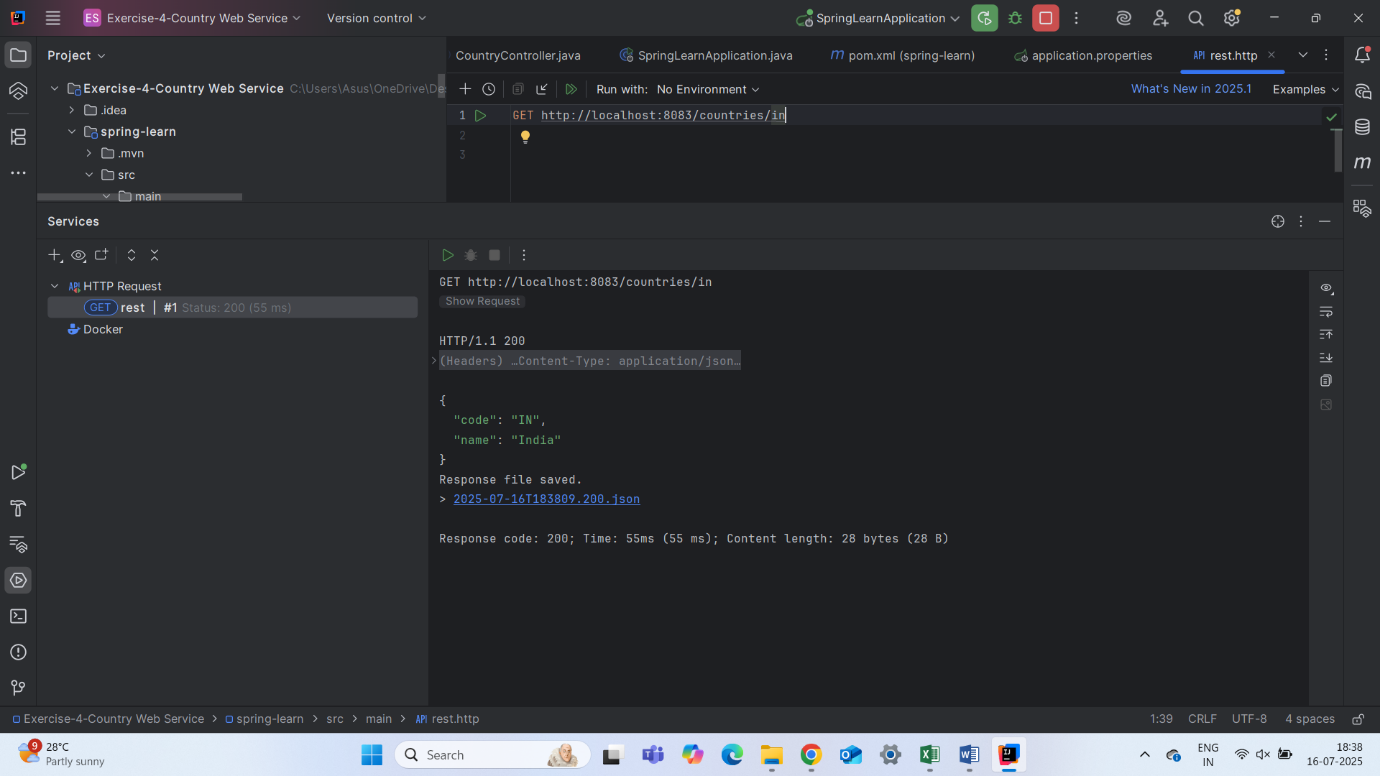 ES Exercise-4-Country Web Service Version control SpringLearnApplication
Project
CountryController.java SpringLearnApplication.java m pom.xml (spring-learn) application.properties API rest.http
Exercise-4-Country Web Service C:\Users\Asus\OneDrive\De
.idea
spring-learn
.mvn
src
main
Run with: No Environment What's New in 2025.1 Examples
1 GET http://localhost:8083/countries/in
2
3
Services
HTTP Request
GET rest | #1 Status: 200 (55 ms)
Docker
GET http://localhost:8083/countries/in
Show Request
HTTP/1.1 200
(Headers) …Content-Type: application/json…
{
"code": "IN",
"name": "India"
}
Response file saved.
> 2025-07-16T183809.200.json
Response code: 200; Time: 55ms (55 ms); Content length: 28 bytes (28 B)
Exercise-4-Country Web Service > spring-learn > src > main > API rest.http 1:39 CRLF UTF-8 4 spaces
9 28°C
Partly sunny
Search
ENG
IN
18:38
16-07-2025